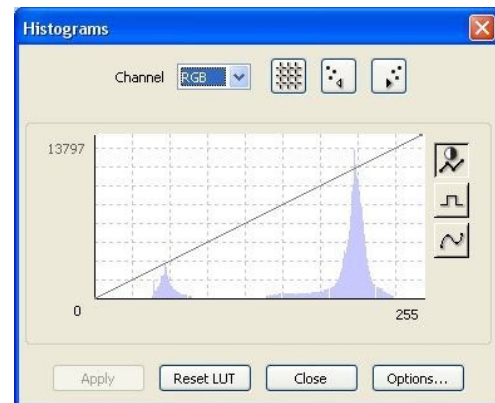 Histograms
Channel RGB
13797
0 255
Apply Reset LUT Close Options...